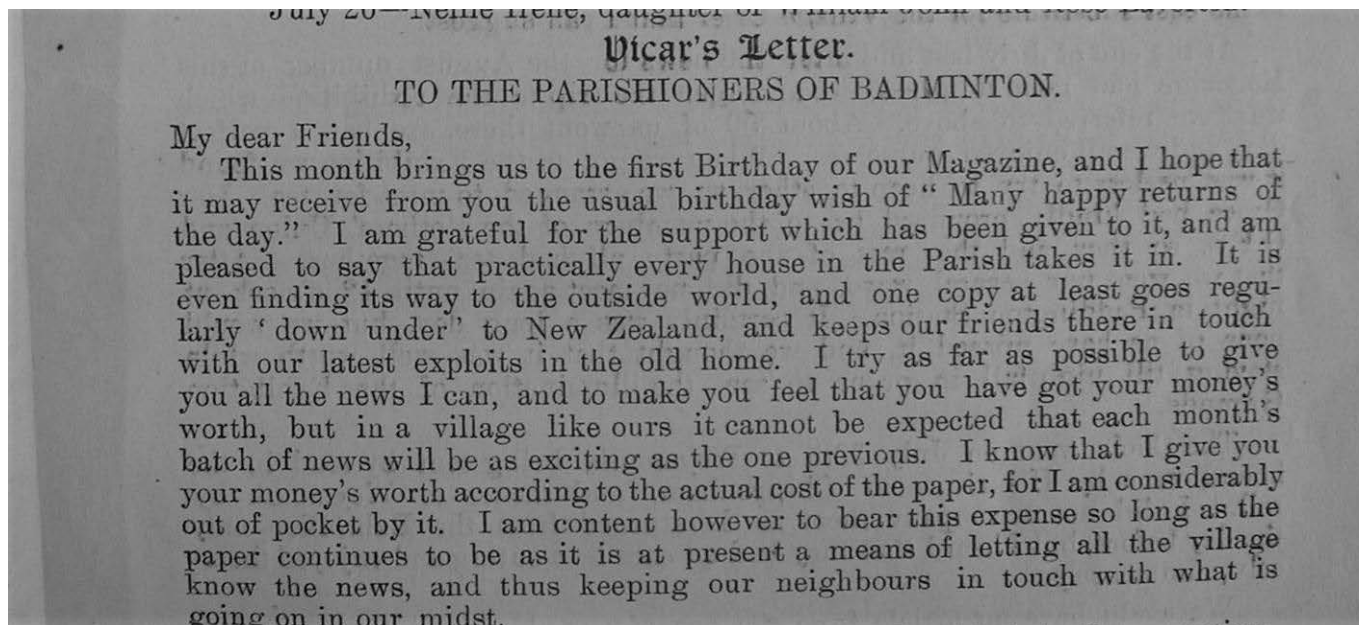 July 20—Nellie Irene, daughter of William John and Rose
Vicar's Letter.
TO THE PARISHIONERS OF BADMINTON.
My dear Friends,
This month brings us to the first Birthday of our Magazine, and I hope that
it may receive from you the usual birthday wish of " Many happy returns of
the day." I am grateful for the support which has been given to it, and am
pleased to say that practically every house in the Parish takes it in. It is
even finding its way to the outside world, and one copy at least goes regu-
larly ' down under ' to New Zealand, and keeps our friends there in touch
with our latest exploits in the old home. I try as far as possible to give
you all the news I can, and to make you feel that you have got your money's
worth, but in a village like ours it cannot be expected that each month's
batch of news will be as exciting as the one previous. I know that I give you
your money's worth according to the actual cost of the paper, for I am considerably
out of pocket by it. I am content however to bear this expense so long as the
paper continues to be as it is at present a means of letting all the village
know the news, and thus keeping our neighbours in touch with what is
going on in our midst.